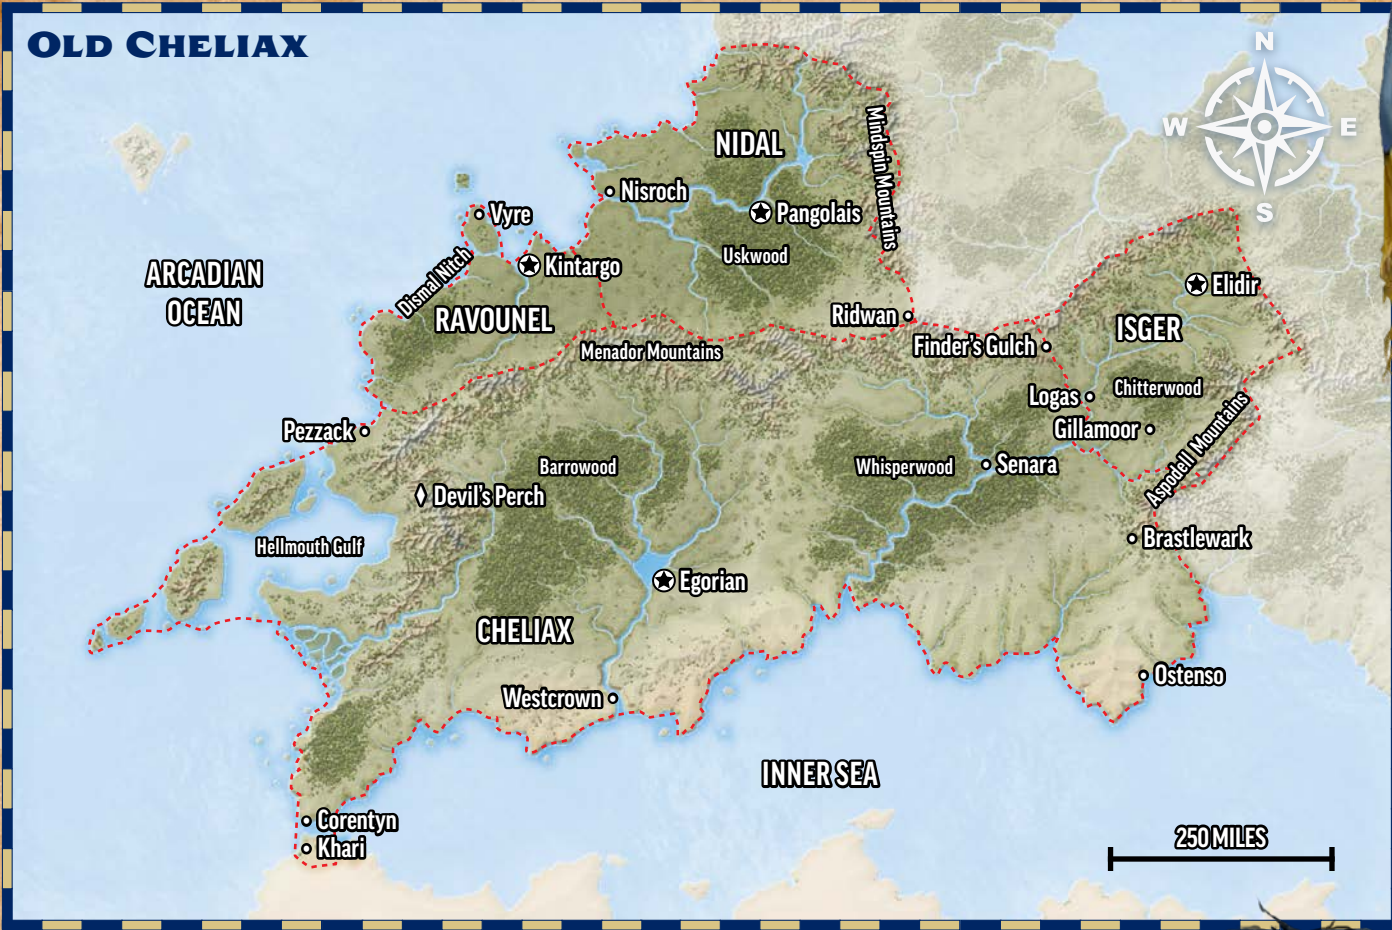 OLD CHELIAX
N
W E
S
NIDAL
Mindspin Mountains
Nisroch
Pangolais
Vyre
Uskwood
Kintargo
Dismal Nitch
ARCADIAN
OCEAN
RAVOUNEL
Ridwan
Elidir
ISGER
Finder's Gulch
Menador Mountains
Logas
Chitterwood
Gillamoor
Aspodell Mountains
Pezzack
Barrowood
Whisperwood
Senara
Devil's Perch
Hellmouth Gulf
Brastlewark
Egorian
CHELIAX
Ostenso
Westcrown
INNER SEA
Corentyn
Khari
250 MILES